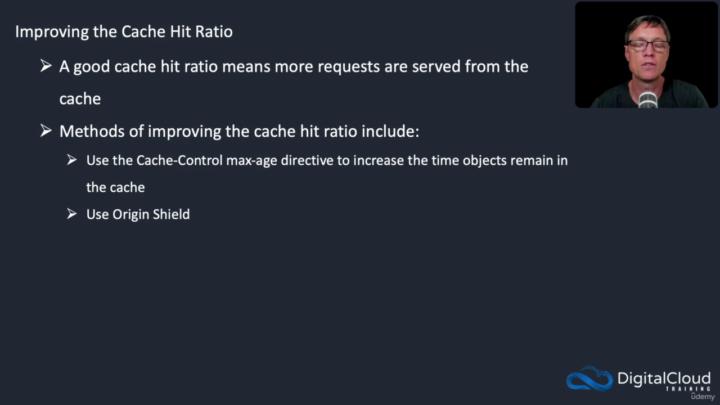 Improving the Cache Hit Ratio
➤ A good cache hit ratio means more requests are served from the
cache
➤ Methods of improving the cache hit ratio include:
➤ Use the Cache-Control max-age directive to increase the time objects remain in
the cache
➤ Use Origin Shield
DigitalCloud
TRAINING
ûdemy